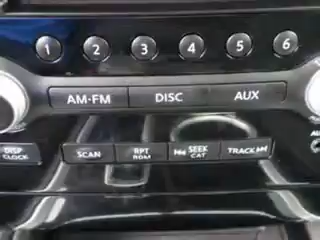 1 2 3 4 5 6
AM·FM DISC AUX
DISP CLOCK
SCAN RPT RDM SEEK CAT TRACK